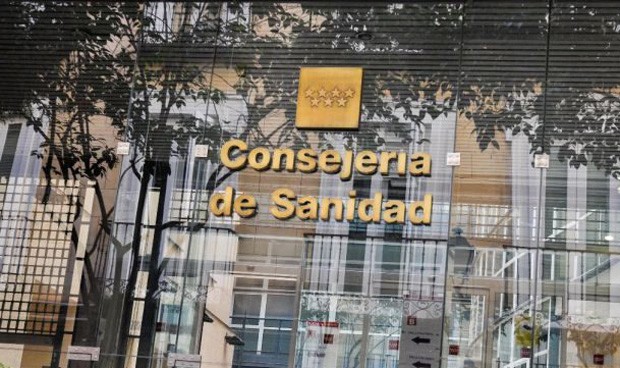 Consejería
de Sanidad